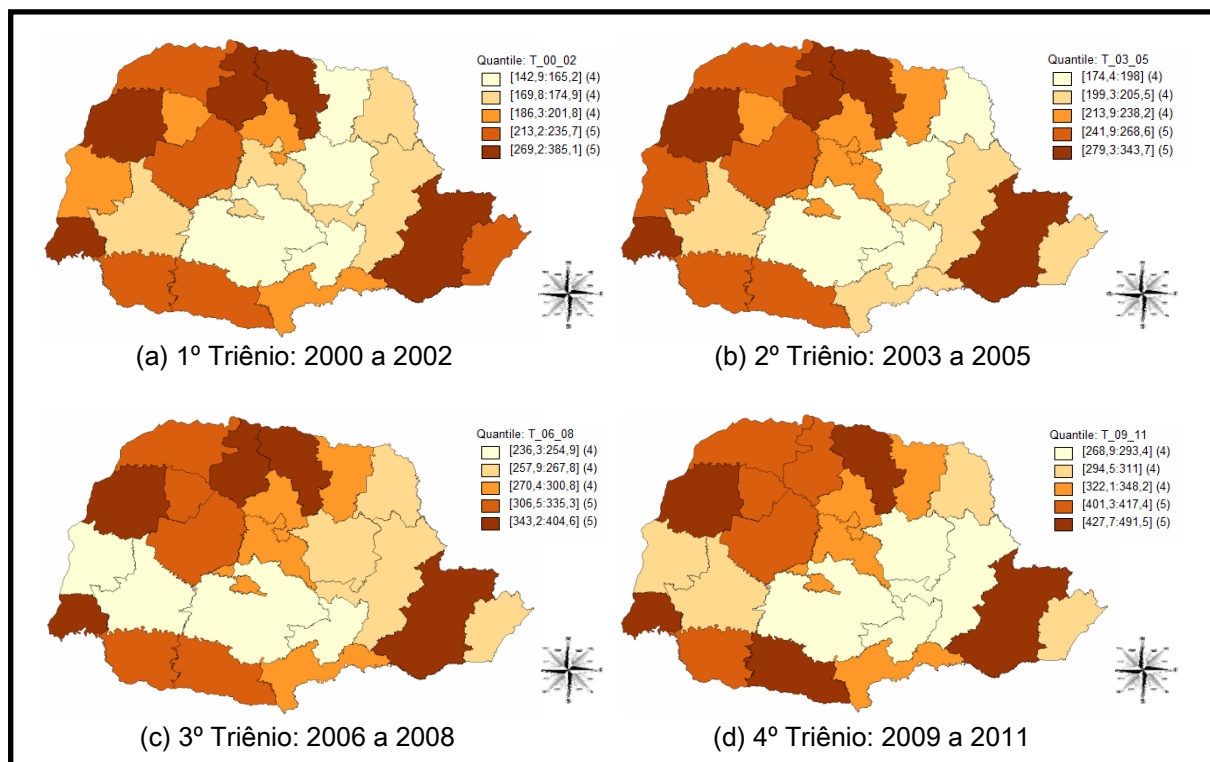 Quantile: T_00_02
[142,9:165,2] (4)
[169,8:174,9] (4)
[186,3:201,8] (4)
[213,2:235,7] (5)
[269,2:385,1] (5)
(a) 1º Triênio: 2000 a 2002
Quantile: T_03_05
[174,4:198] (4)
[199,3:205,5] (4)
[213,9:238,2] (4)
[241,9:268,6] (5)
[279,3:343,7] (5)
(b) 2º Triênio: 2003 a 2005
Quantile: T_06_08
[236,3:254,9] (4)
[257,9:267,8] (4)
[270,4:300,8] (4)
[306,5:335,3] (5)
[343,2:404,6] (5)
(c) 3º Triênio: 2006 a 2008
Quantile: T_09_11
[268,9:293,4] (4)
[294,5:311] (4)
[322,1:348,2] (4)
[401,3:417,4] (5)
[427,7:491,5] (5)
(d) 4º Triênio: 2009 a 2011